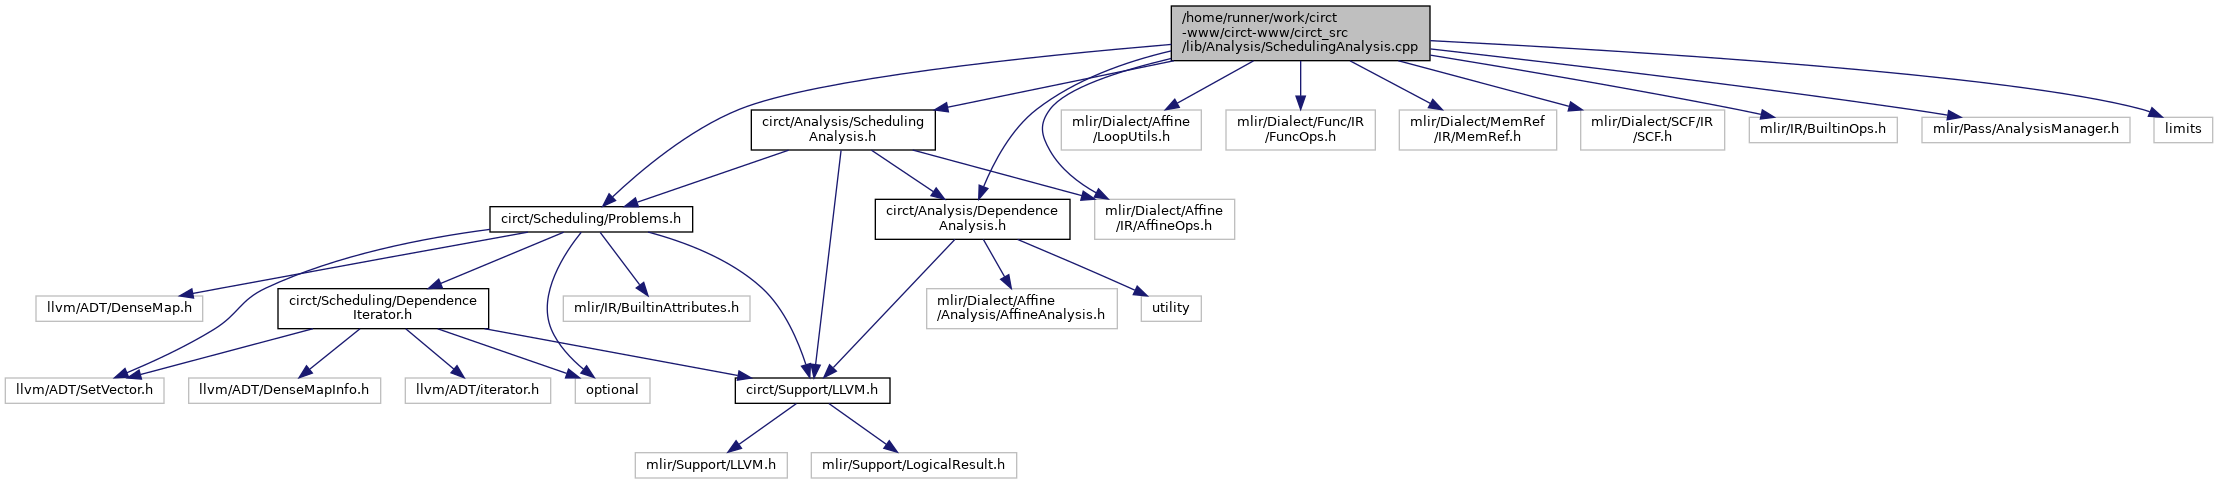 /home/runner/work/circt
-www/circt-www/circt_src
/lib/Analysis/SchedulingAnalysis.cpp
circt/Analysis/Scheduling
Analysis.h
mlir/Dialect/Affine
/LoopUtils.h
mlir/Dialect/Func/IR
/FuncOps.h
mlir/Dialect/MemRef
/IR/MemRef.h
mlir/Dialect/SCF/IR
/SCF.h
mlir/IR/BuiltinOps.h
mlir/Pass/AnalysisManager.h
limits
circt/Scheduling/Problems.h
circt/Analysis/Dependence
Analysis.h
mlir/Dialect/Affine
/IR/AffineOps.h
llvm/ADT/DenseMap.h
circt/Scheduling/Dependence
Iterator.h
mlir/IR/BuiltinAttributes.h
mlir/Dialect/Affine
/Analysis/AffineAnalysis.h
utility
llvm/ADT/SetVector.h
llvm/ADT/DenseMapInfo.h
llvm/ADT/iterator.h
optional
circt/Support/LLVM.h
mlir/Support/LLVM.h
mlir/Support/LogicalResult.h